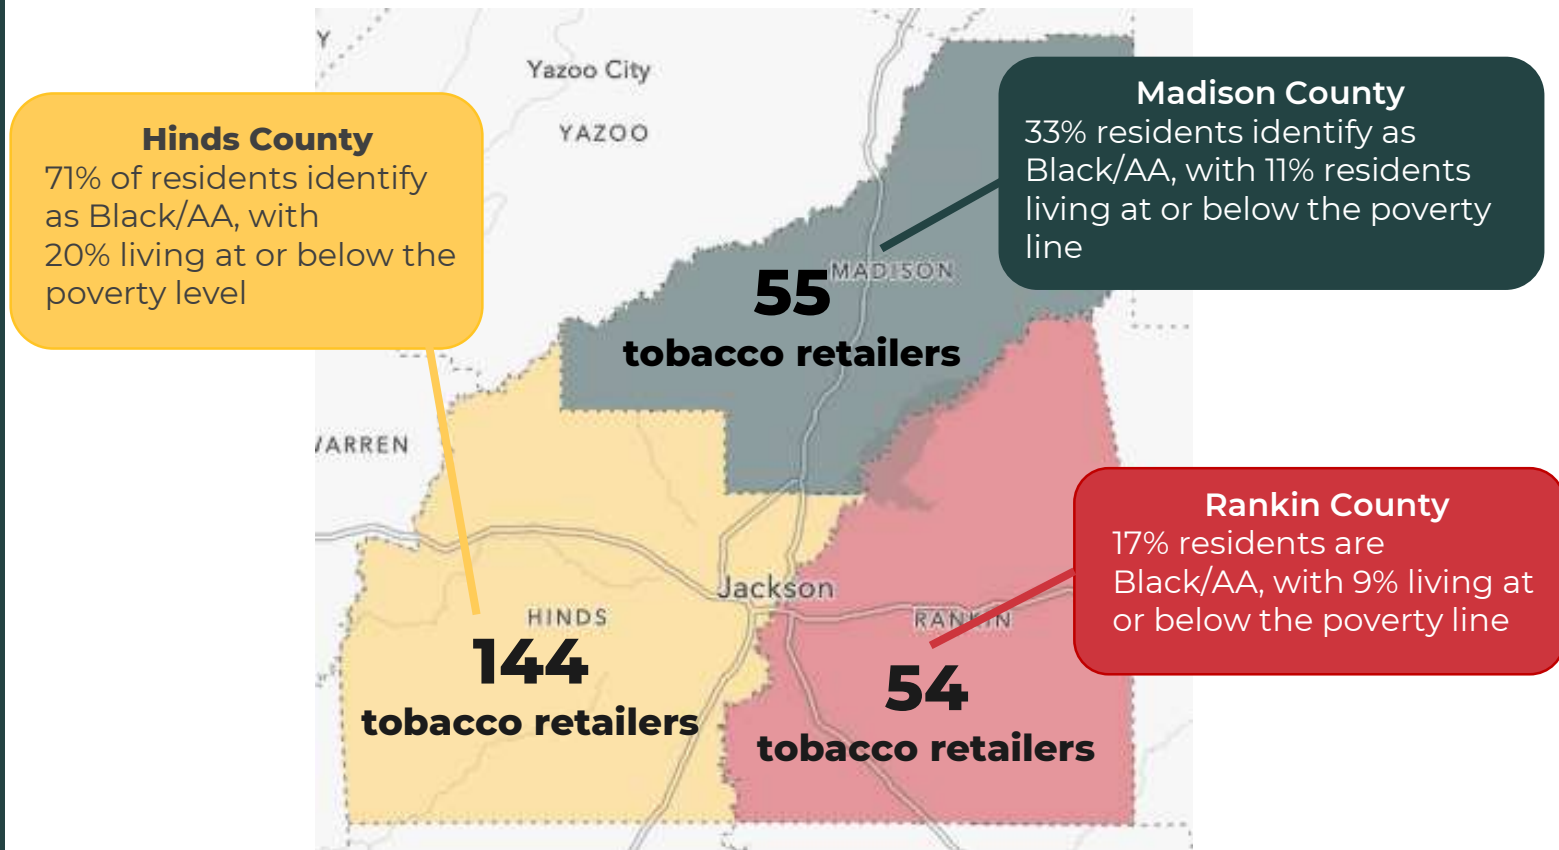 Y
Yazoo City
YAZOO
Hinds County
71% of residents identify
as Black/AA, with
20% living at or below the
poverty level
Madison County
33% residents identify as
Black/AA, with 11% residents
living at or below the poverty
line
MADISON
55
tobacco retailers
WARREN
Rankin County
17% residents are
Black/AA, with 9% living at
or below the poverty line
Jackson
HINDS
RANKIN
144
tobacco retailers
54
tobacco retailers